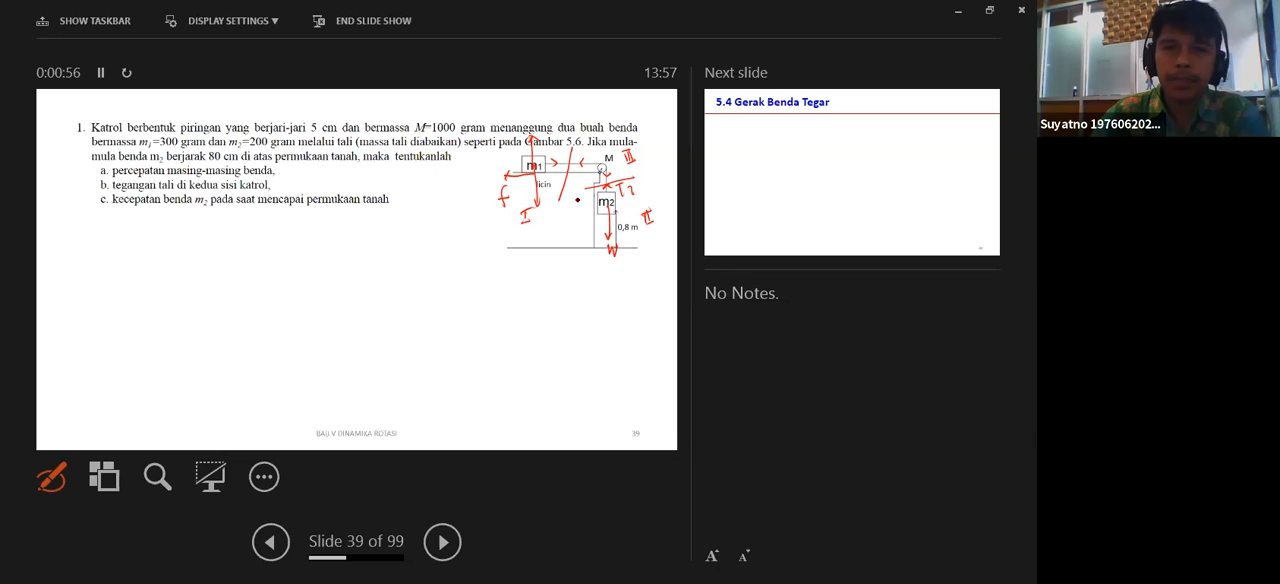 SHOW TASKBAR
DISPLAY SETTINGS ▼
END SLIDE SHOW
0:00:56
13:57
1. Katrol berbentuk piringan yang berjari-jari 5 cm dan bermassa M=1000 gram menanggung dua buah benda
bermassa m1=300 gram dan m2=200 gram melalui tali (massa tali diabaikan) seperti pada Gambar 5.6. Jika mula-
mula benda m2 berjarak 80 cm di atas permukaan tanah, maka tentukanlah
a. percepatan masing-masing benda,
b. tegangan tali di kedua sisi katrol,
c. kecepatan benda m2 pada saat mencapai permukaan tanah
M
III
m1
licin
T2
f
m2
I
II
0,8 m
W
BAB V DINAMIKA ROTASI
39
Slide 39 of 99
Next slide
5.4 Gerak Benda Tegar
No Notes.
A
A
Suyatno 197606202...